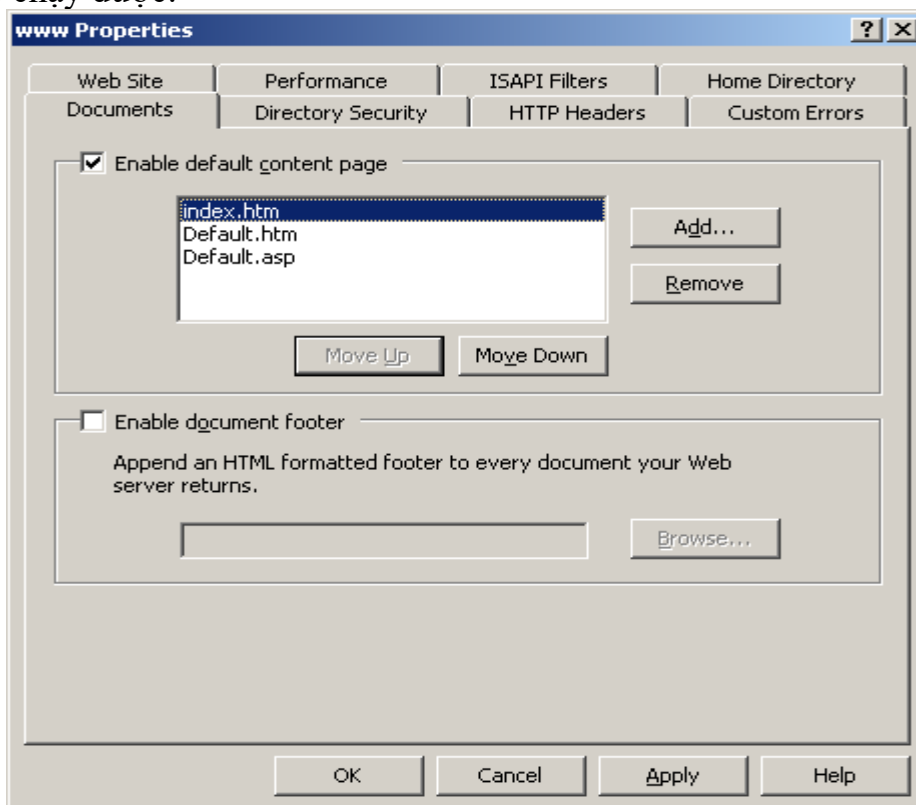 chạy được.
www Properties
? X
Web Site Performance ISAPI Filters Home Directory
Documents Directory Security HTTP Headers Custom Errors
Enable default content page
index.htm
Default.htm
Default.asp
Add...
Remove
Move Up Move Down
Enable document footer
Append an HTML formatted footer to every document your Web
server returns.
Browse...
OK Cancel Apply Help